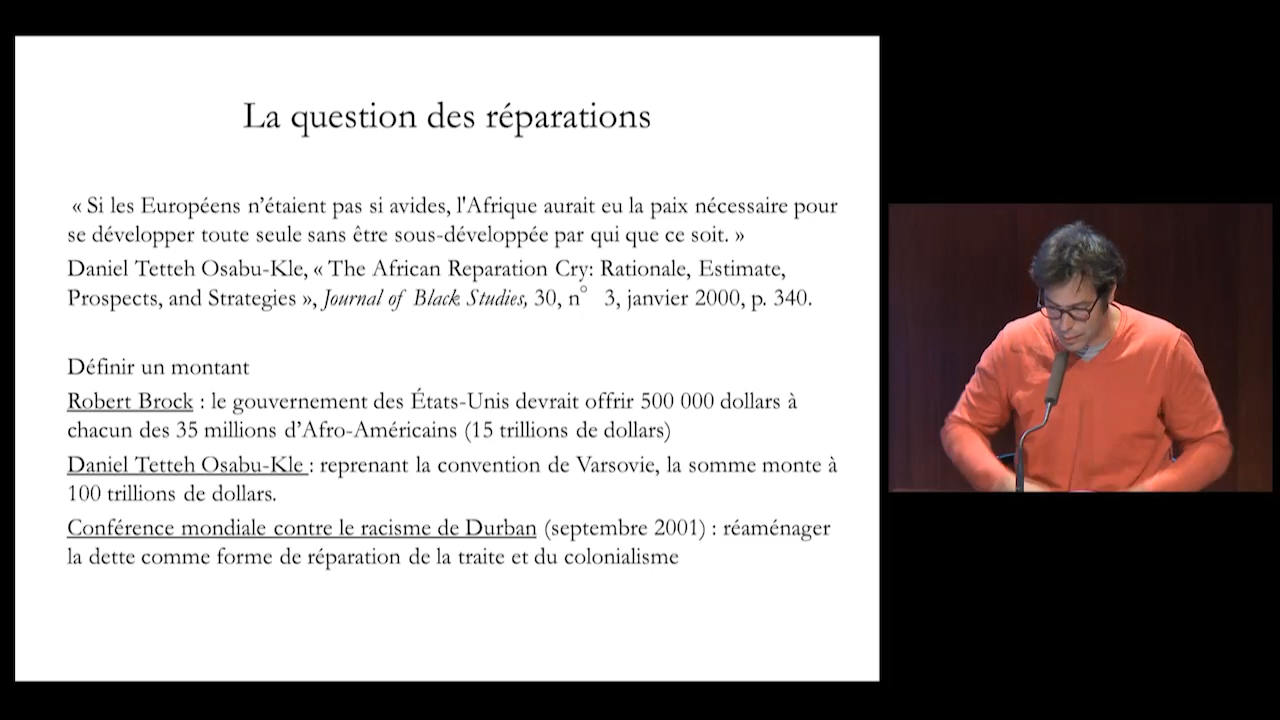 La question des réparations
« Si les Européens n’étaient pas si avides, l'Afrique aurait eu la paix nécessaire pour
se développer toute seule sans être sous-développée par qui que ce soit. »
Daniel Tetteh Osabu-Kle, « The African Reparation Cry: Rationale, Estimate,
Prospects, and Strategies », Journal of Black Studies, 30, n° 3, janvier 2000, p. 340.
Définir un montant
Robert Brock : le gouvernement des États-Unis devrait offrir 500 000 dollars à
chacun des 35 millions d’Afro-Américains (15 trillions de dollars)
Daniel Tetteh Osabu-Kle : reprenant la convention de Varsovie, la somme monte à
100 trillions de dollars.
Conférence mondiale contre le racisme de Durban (septembre 2001) : réaménager
la dette comme forme de réparation de la traite et du colonialisme